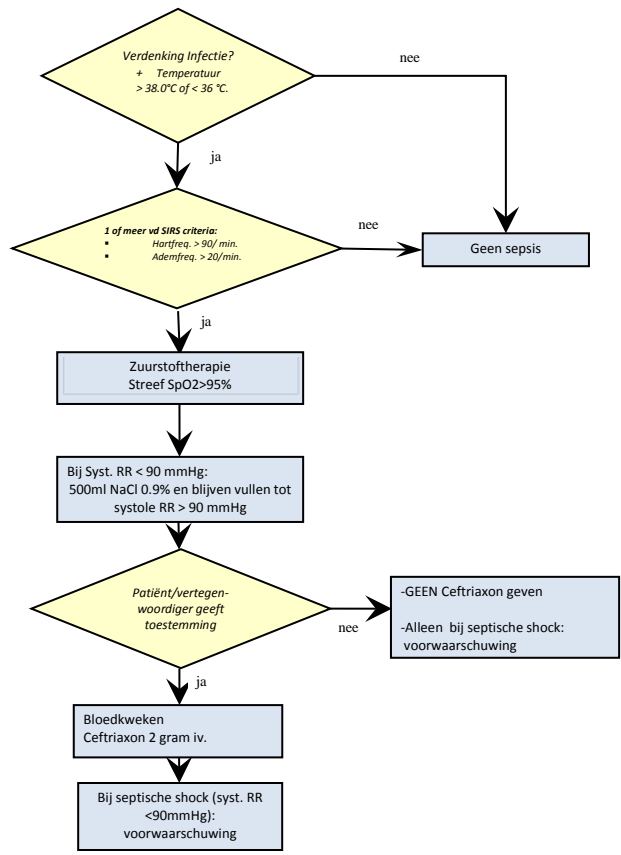 Verdenking Infectie?
+ Temperatuur
> 38.0°C of < 36 °C.
nee
ja
1 of meer vd SIRS criteria:
▪ Hartfreq. > 90/ min.
▪ Ademfreq. > 20/min.
nee
Geen sepsis
ja
Zuurstoftherapie
Streef SpO2>95%
Bij Syst. RR < 90 mmHg:
500ml NaCl 0.9% en blijven vullen tot
systole RR > 90 mmHg
Patiënt/vertegen-
woordiger geeft
toestemming
nee
-GEEN Ceftriaxon geven
-Alleen bij septische shock:
voorwaarschuwing
ja
Bloedkweken
Ceftriaxon 2 gram iv.
Bij septische shock (syst. RR
<90mmHg):
voorwaarschuwing